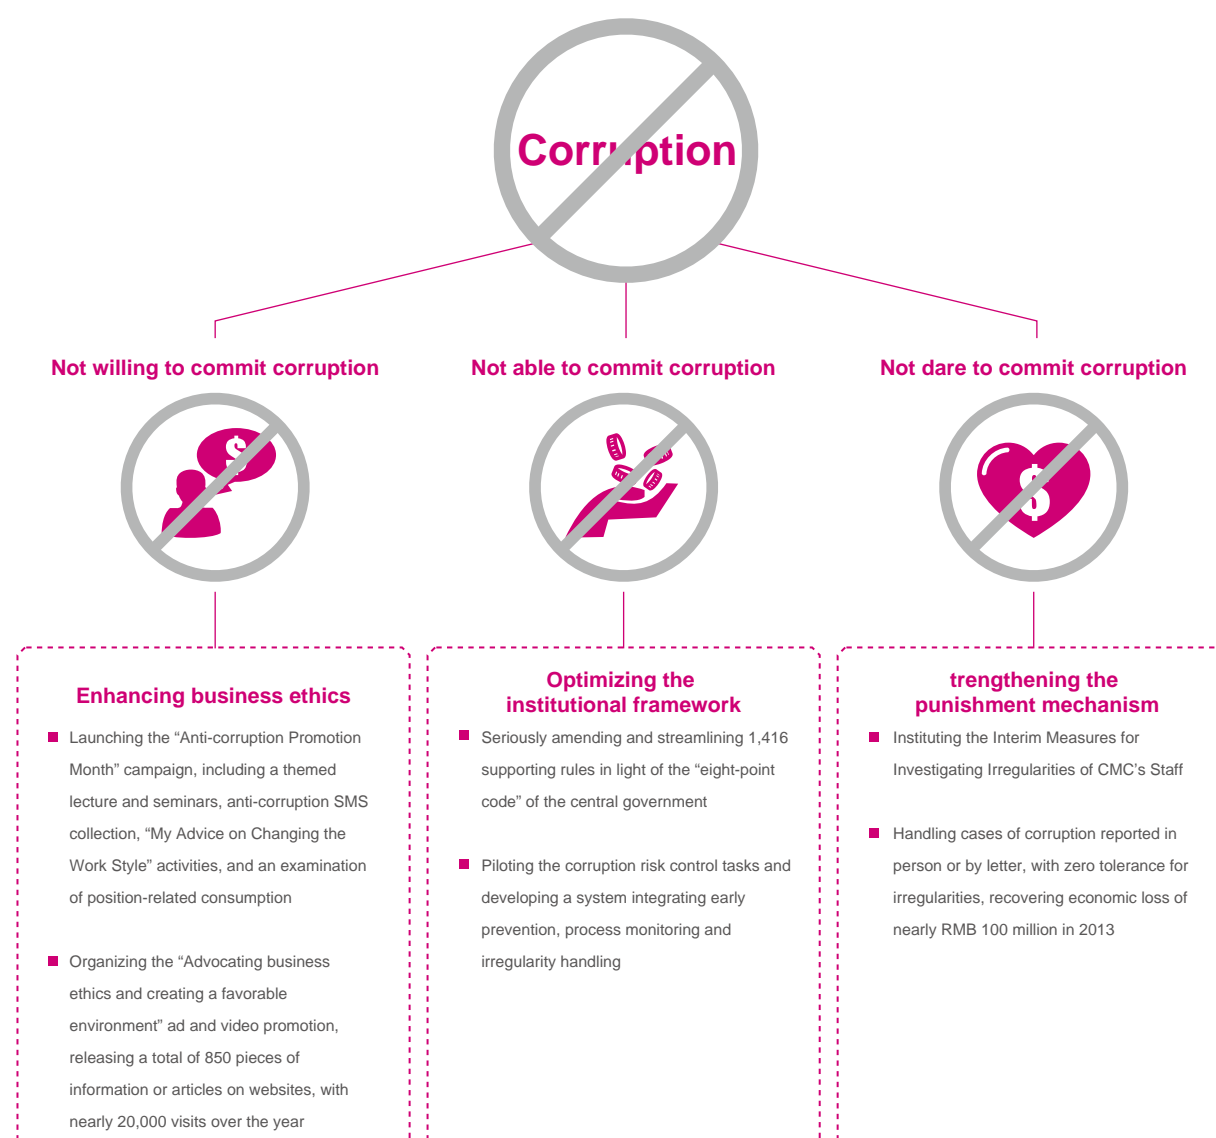 Corruption
Not willing to commit corruption
Not able to commit corruption
Not dare to commit corruption
$
$
Enhancing business ethics
Launching the “Anti-corruption Promotion
Month” campaign, including a themed
lecture and seminars, anti-corruption SMS
collection, “My Advice on Changing the
Work Style” activities, and an examination
of position-related consumption
Organizing the “Advocating business
ethics and creating a favorable
environment” ad and video promotion,
releasing a total of 850 pieces of
information or articles on websites, with
nearly 20,000 visits over the year
Optimizing the
institutional framework
Seriously amending and streamlining 1,416
supporting rules in light of the “eight-point
code” of the central government
Piloting the corruption risk control tasks and
developing a system integrating early
prevention, process monitoring and
irregularity handling
trengthening the
punishment mechanism
Instituting the Interim Measures for
Investigating Irregularities of CMC’s Staff
Handling cases of corruption reported in
person or by letter, with zero tolerance for
irregularities, recovering economic loss of
nearly RMB 100 million in 2013